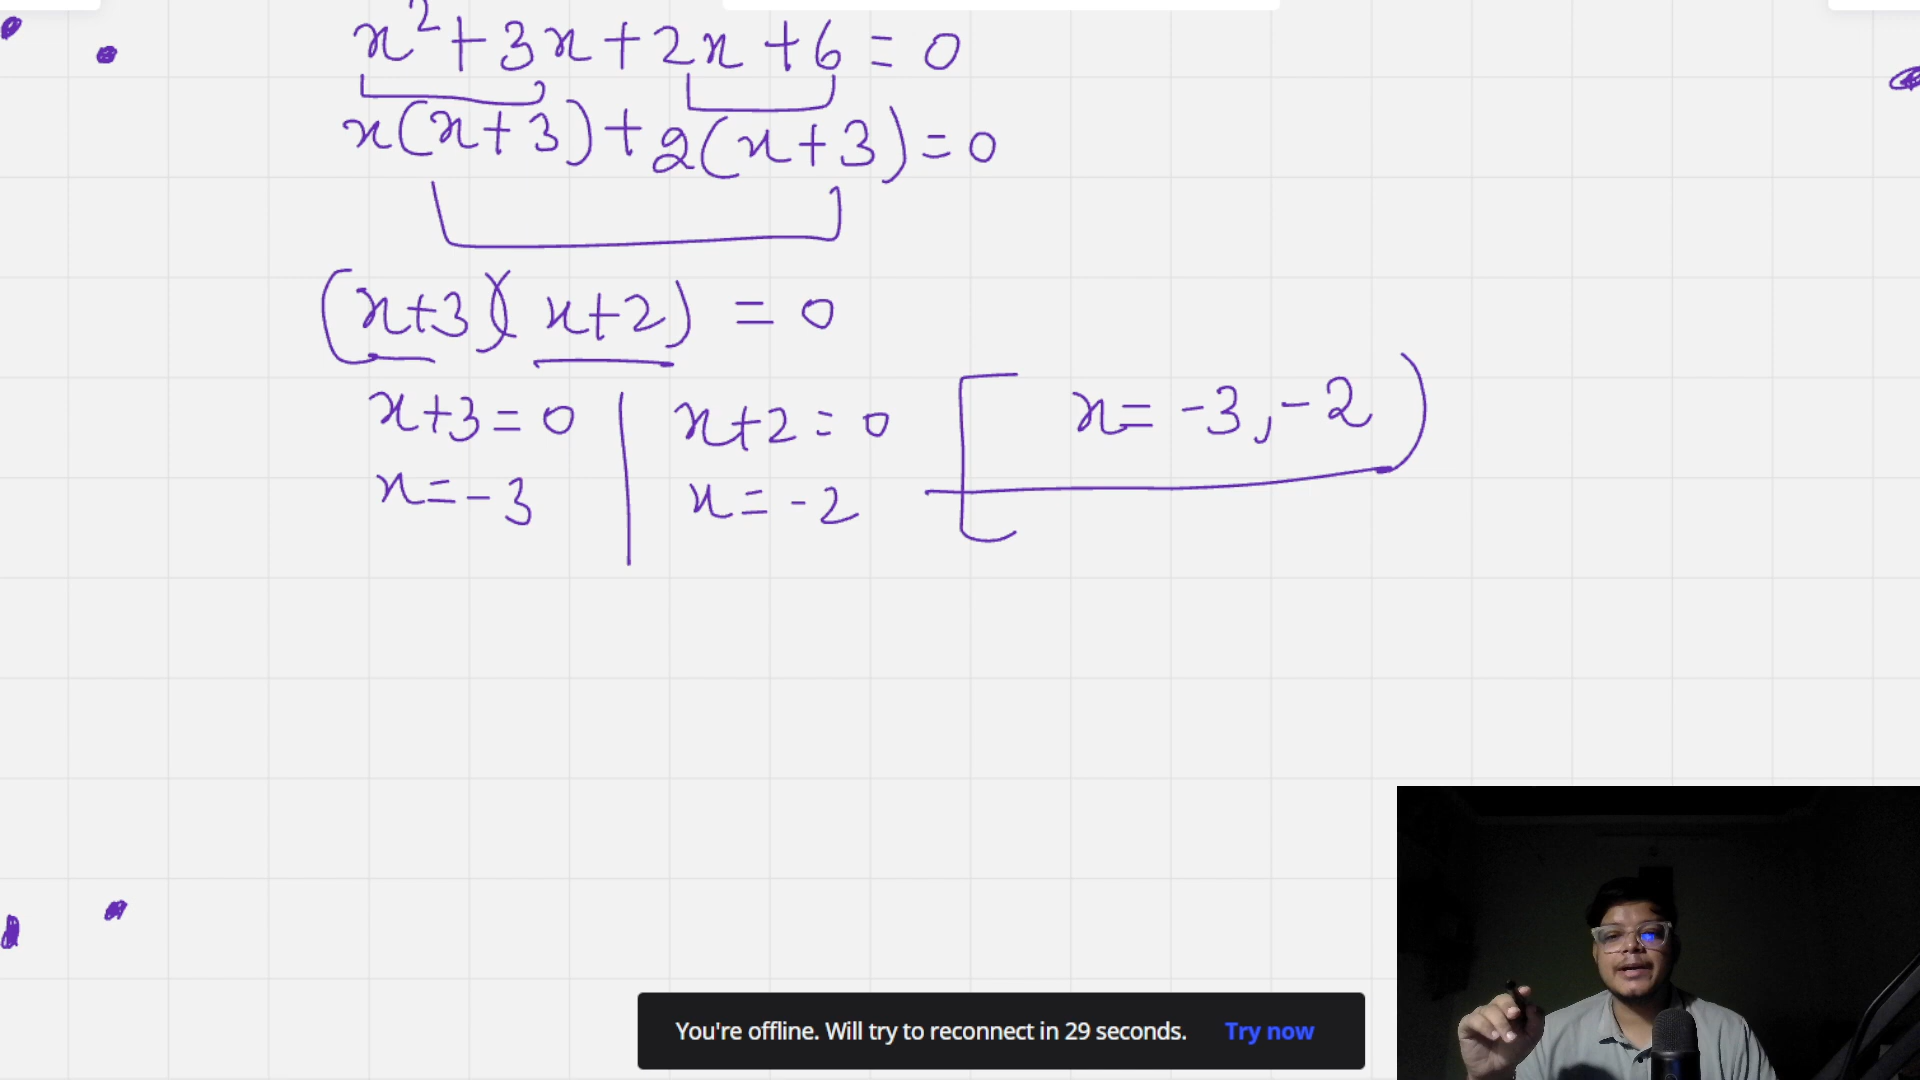 x²+3x+2x+6=0
x(x+3)+2(x+3)=0
(x+3)(x+2)=0
x+3=0
x=-3
x+2=0
x=-2
x=-3,-2
You're offline. Will try to reconnect in 29 seconds. Try now